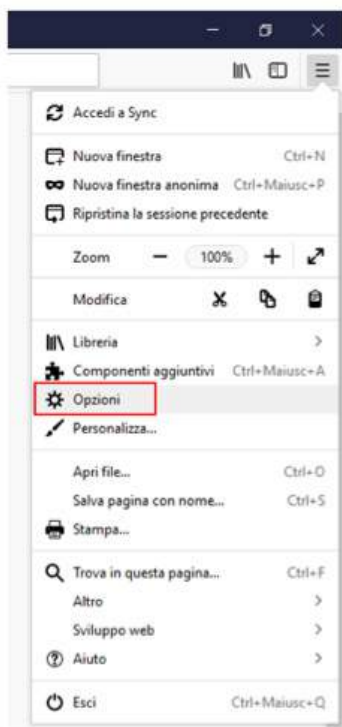 Accedi a Sync
Nuova finestra Ctrl+N
Nuova finestra anonima Ctrl+Maiusc+P
Ripristina la sessione precedente
Zoom 100%
Modifica
Libreria
Componenti aggiuntivi Ctrl+Maiusc+A
Opzioni
Personalizza...
Apri file... Ctrl+O
Salva pagina con nome... Ctrl+S
Stampa...
Trova in questa pagina... Ctrl+F
Altro
Sviluppo web
Aiuto
Esci Ctrl+Maiusc+Q